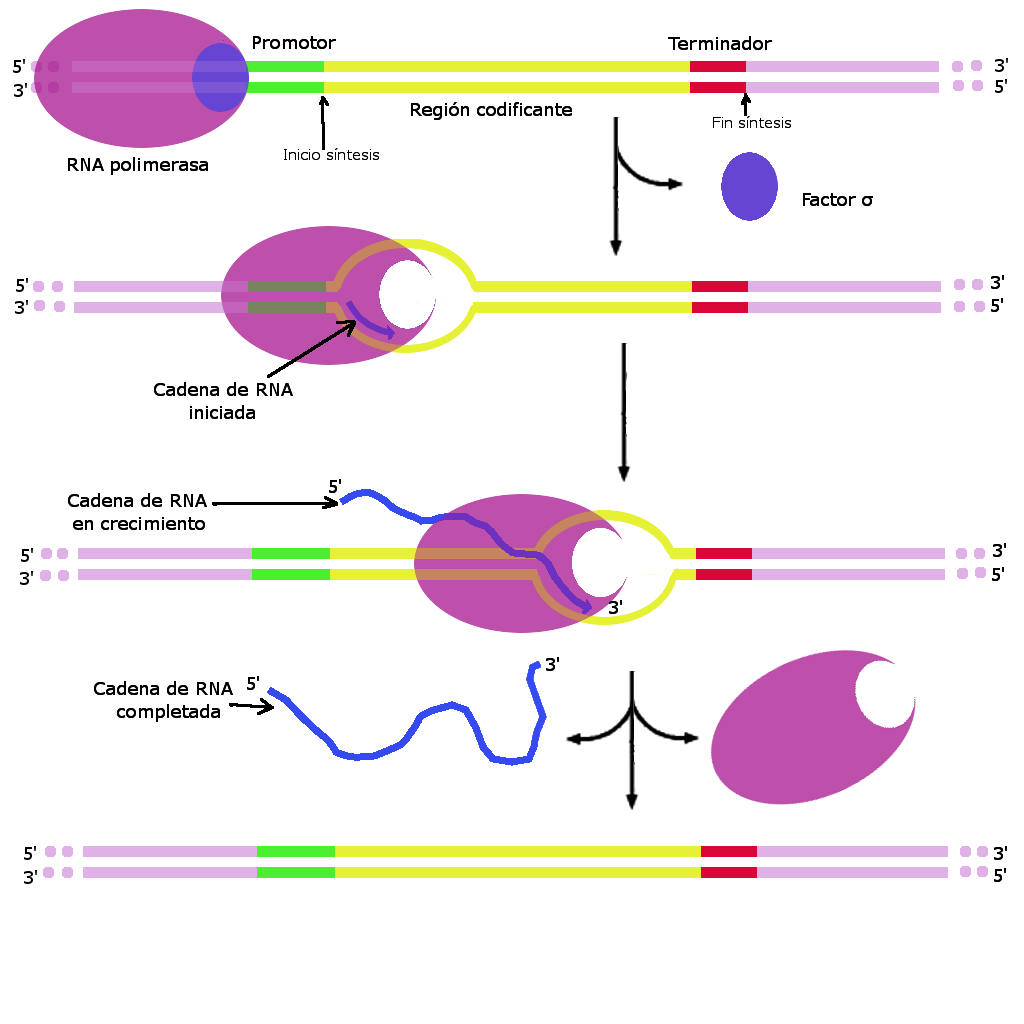 Promotor
Terminador
5'
3'
3'
5'
Región codificante
Fin síntesis
Inicio síntesis
RNA polimerasa
Factor σ
5'
3'
3'
5'
Cadena de RNA
iniciada
5'
Cadena de RNA
en crecimiento
5'
3'
3'
5'
3'
3'
5'
Cadena de RNA
completada
5'
3'
3'
5'